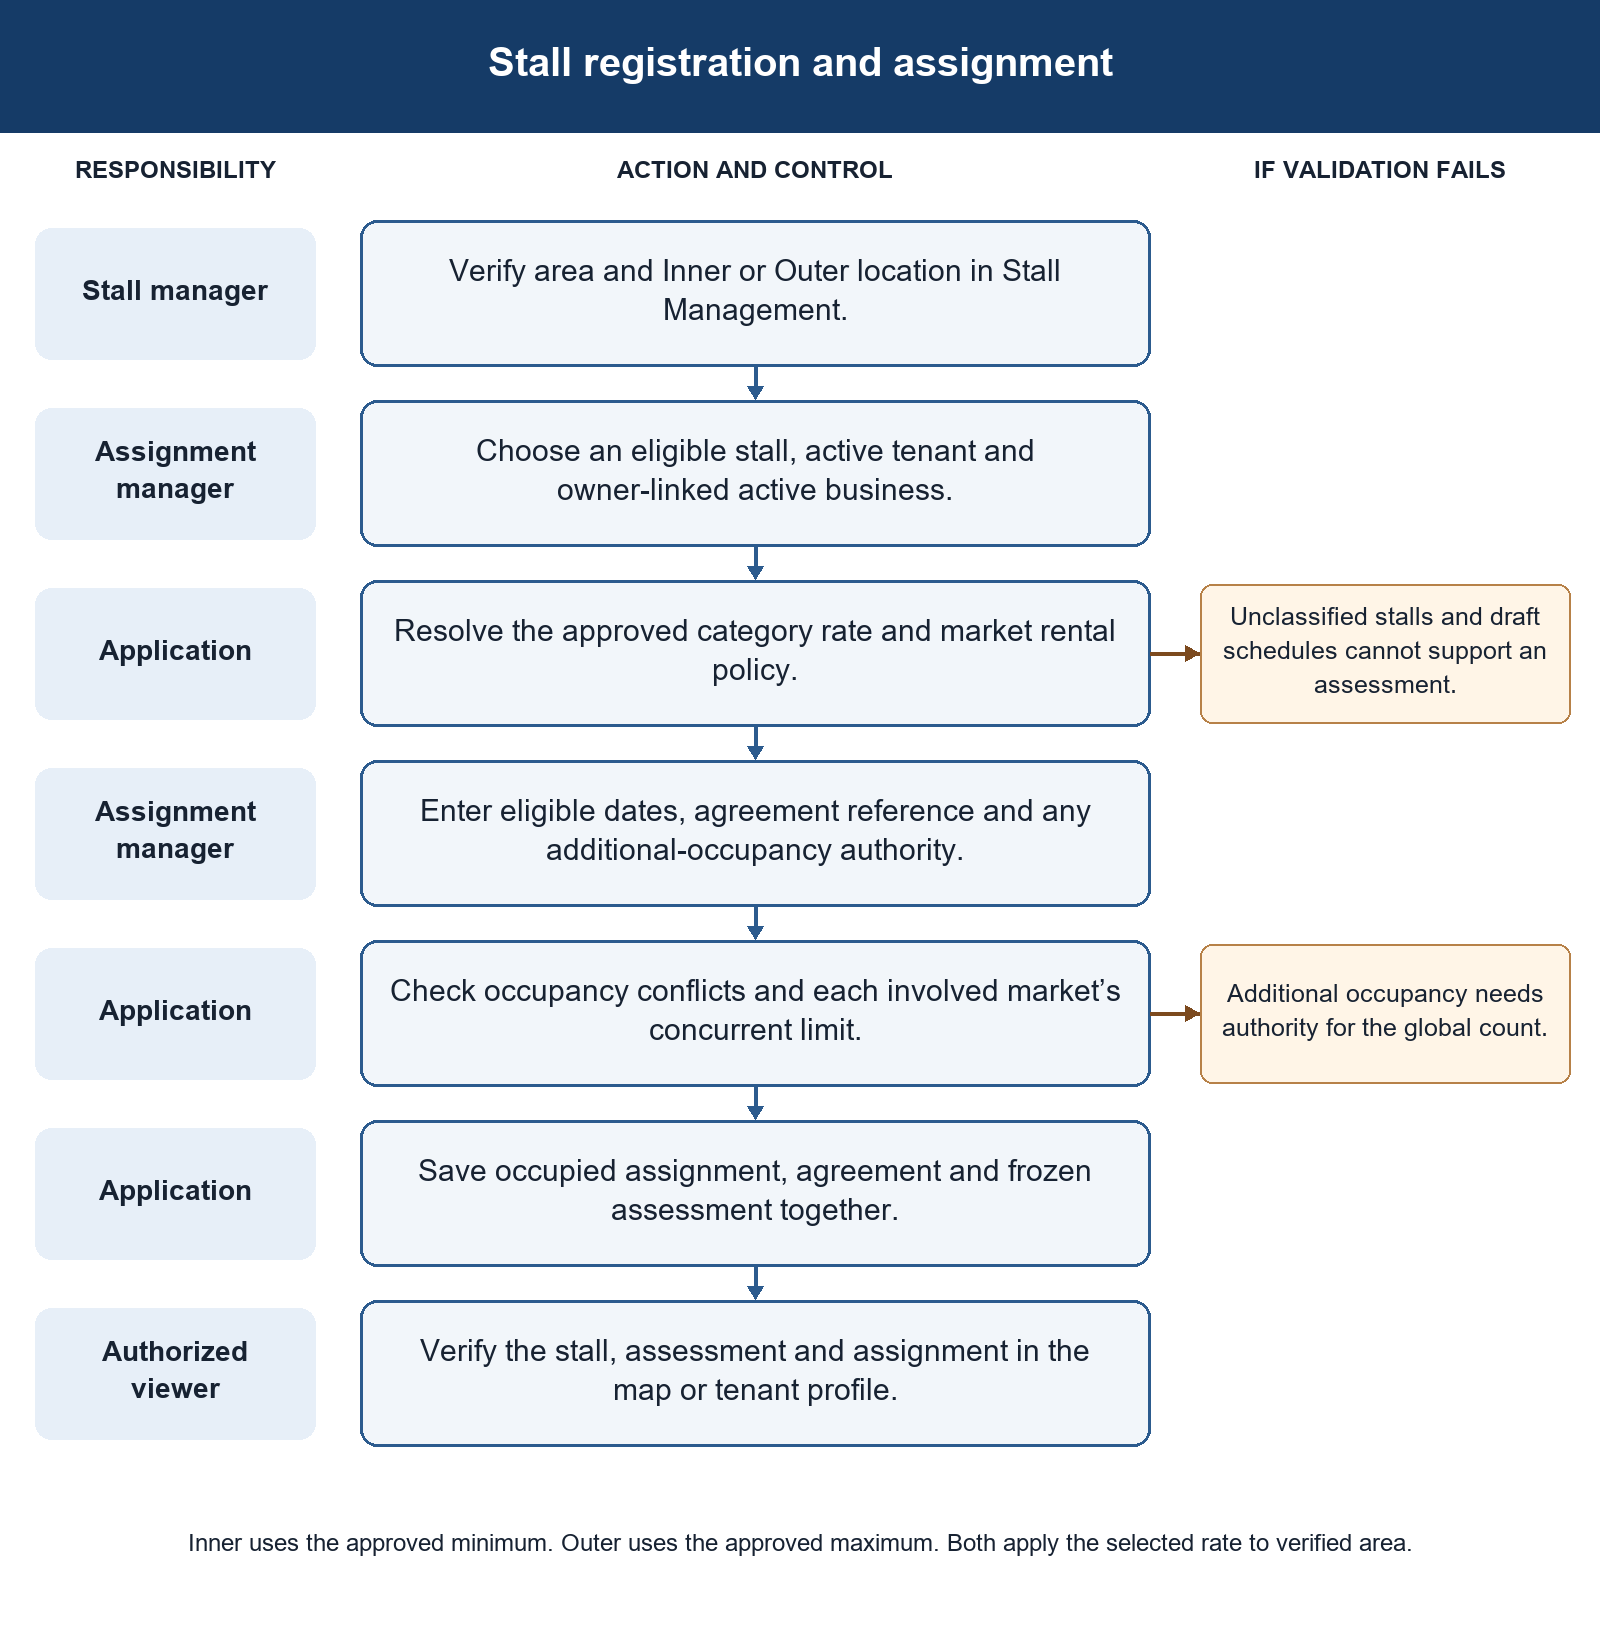 Stall registration and assignment
RESPONSIBILITY
ACTION AND CONTROL
IF VALIDATION FAILS
Stall manager
Verify area and Inner or Outer location in Stall
Management.
Assignment
manager
Choose an eligible stall, active tenant and
owner-linked active business.
Application
Resolve the approved category rate and market rental
policy.
Unclassified stalls and draft
schedules cannot support an
assessment.
Assignment
manager
Enter eligible dates, agreement reference and any
additional-occupancy authority.
Application
Check occupancy conflicts and each involved market’s
concurrent limit.
Additional occupancy needs
authority for the global count.
Application
Save occupied assignment, agreement and frozen
assessment together.
Authorized
viewer
Verify the stall, assessment and assignment in the
map or tenant profile.
Inner uses the approved minimum. Outer uses the approved maximum. Both apply the selected rate to verified area.